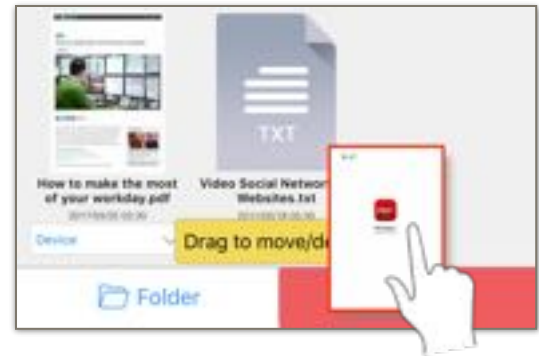 How to make the most
of your workday.pdf
TXT
Video Social Network
Websites.txt
Device
Drag to move/de
Folder